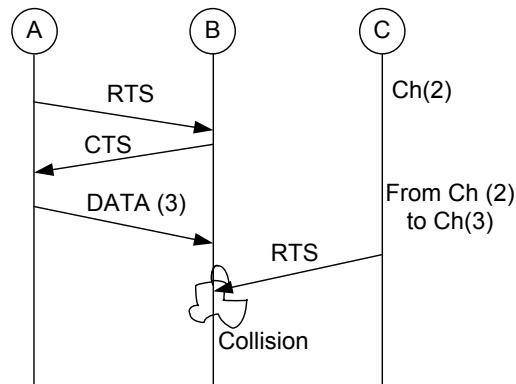 A
B
C
Ch(2)
RTS
CTS
DATA (3)
From Ch (2)
to Ch(3)
RTS
Collision